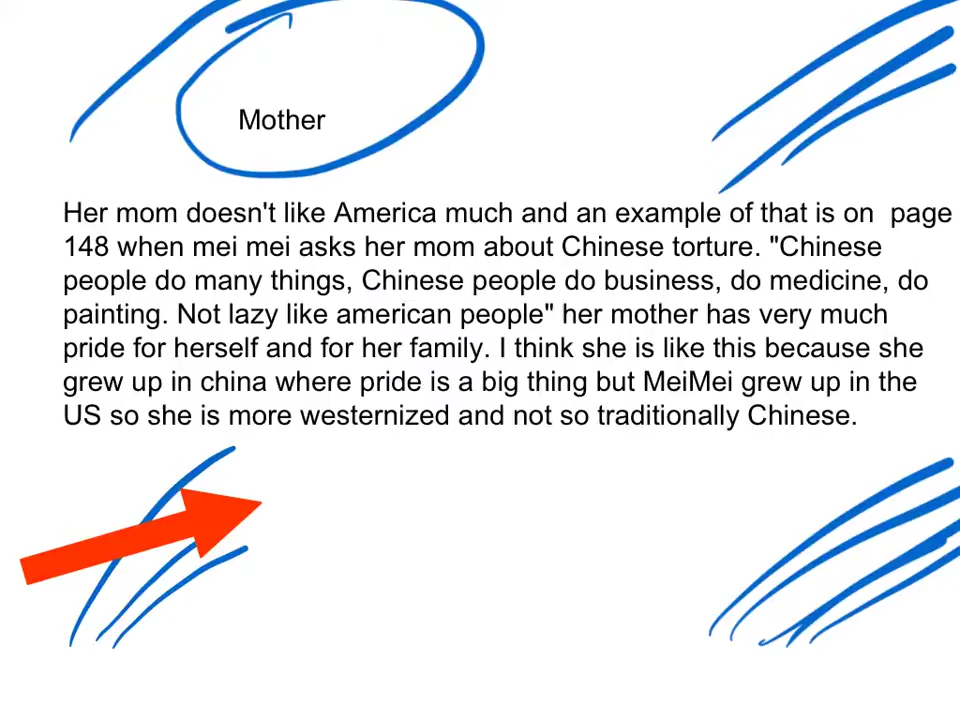 Mother
Her mom doesn't like America much and an example of that is on  page
148 when mei mei asks her mom about Chinese torture. "Chinese
people do many things, Chinese people do business, do medicine, do
painting. Not lazy like american people" her mother has very much
pride for herself and for her family. I think she is like this because she
grew up in china where pride is a big thing but MeiMei grew up in the
US so she is more westernized and not so traditionally Chinese.